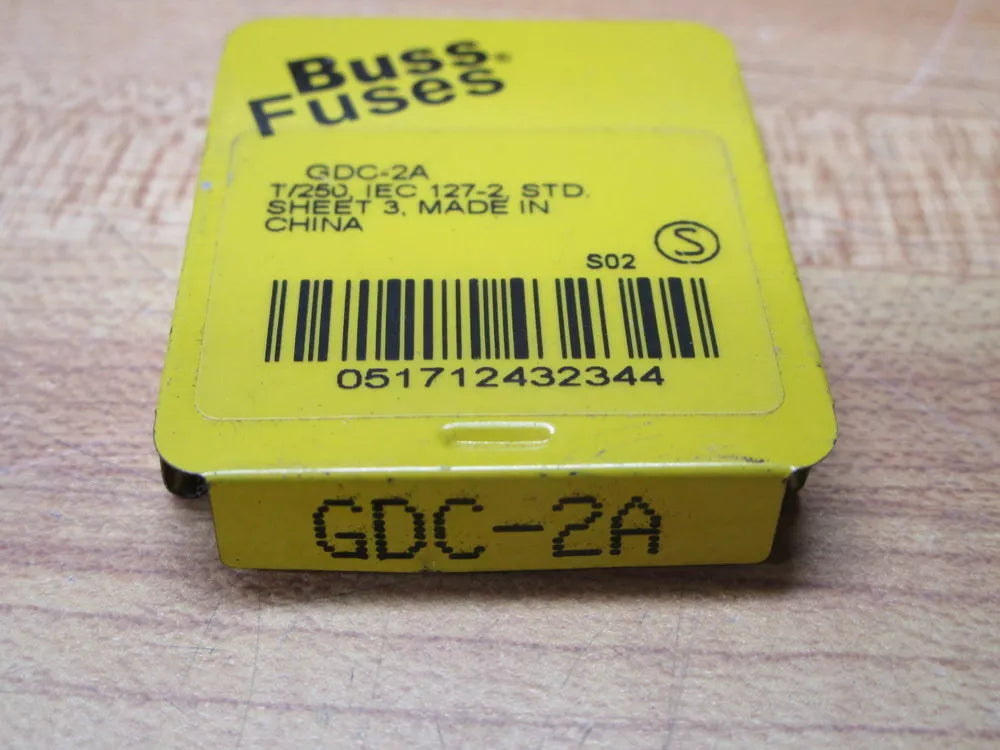 Buss®
Fuses
GDC-2A
T/250, IEC 127-2, STD.
SHEET 3, MADE IN
CHINA
S
S02
051712432344
GDC-2A